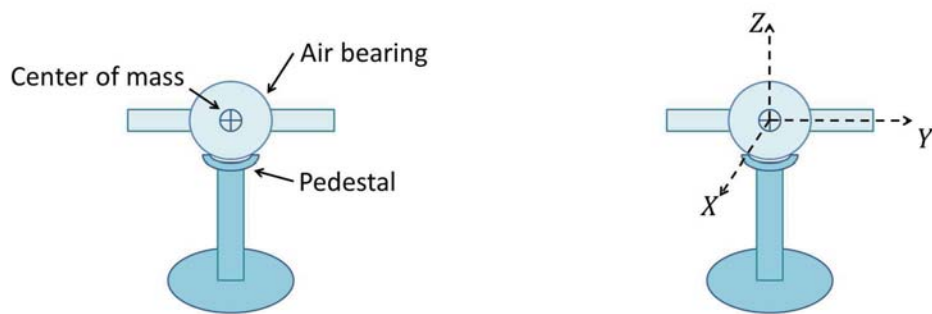 Center of mass
Air bearing
Pedestal
Z
Y
X